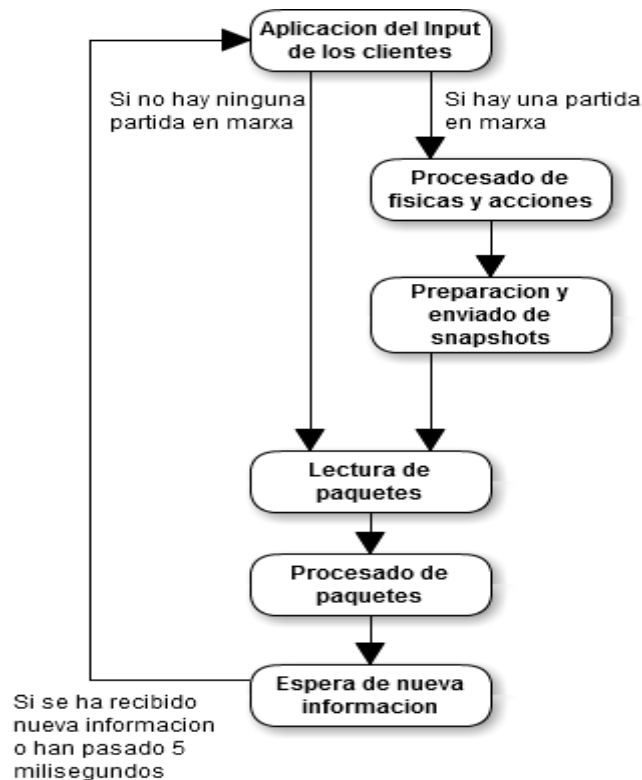 Aplicacion del Input
de los clientes
Si no hay ninguna
partida en marxa
Si hay una partida
en marxa
Procesado de
fisicas y acciones
Preparacion y
enviado de
snapshots
Lectura de
paquetes
Procesado de
paquetes
Espera de nueva
informacion
Si se ha recibido
nueva informacion
o han pasado 5
milisegundos